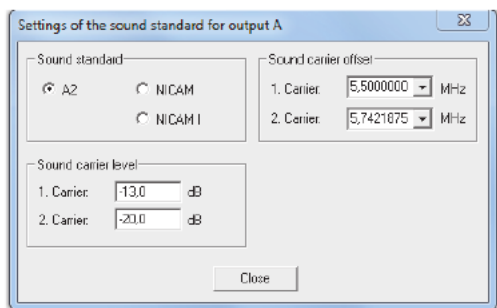 Settings of the sound standard for output A
Sound standard
A2
NICAM
NICAM I
Sound carrier offset
1. Carrier: 5,5000000 MHz
2. Carrier: 5,7421875 MHz
Sound carrier level
1. Carrier: -13,0 dB
2. Carrier: -20,0 dB
Close